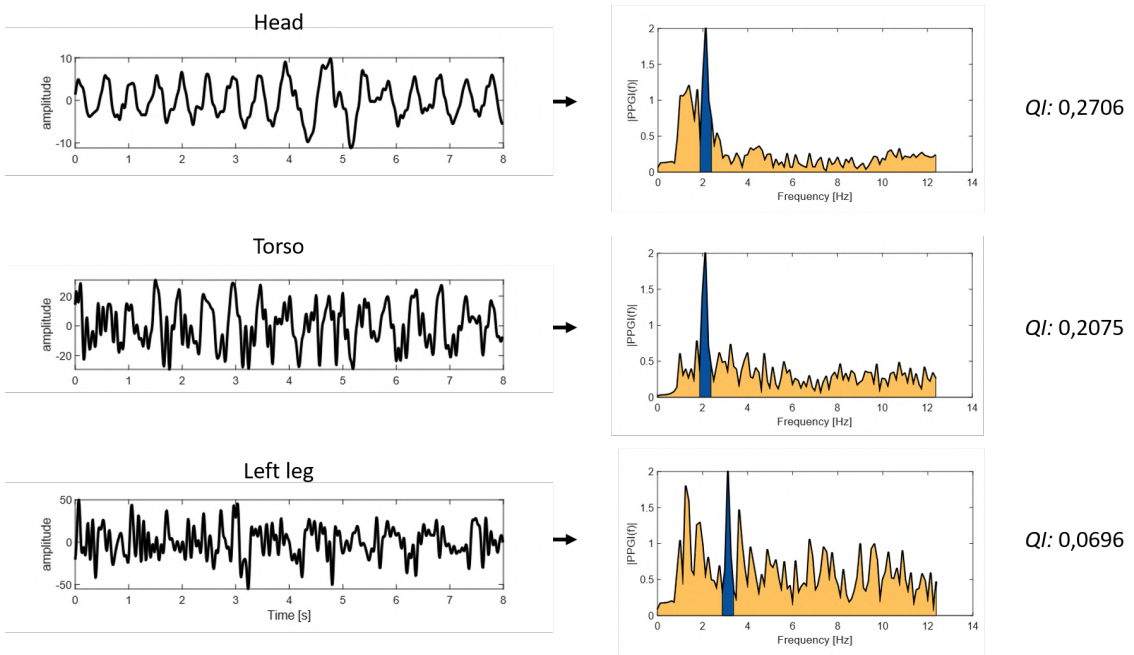 Head
amplitude
10
0
-10
0 1 2 3 4 5 6 7 8
|PPGI(f)|
2
1.5
1
0.5
0
0 2 4 6 8 10 12 14
Frequency [Hz]
QI: 0,2706
Torso
amplitude
20
0
-20
0 1 2 3 4 5 6 7 8
|PPGI(f)|
2
1.5
1
0.5
0
0 2 4 6 8 10 12 14
Frequency [Hz]
QI: 0,2075
Left leg
amplitude
50
0
-50
0 1 2 3 4 5 6 7 8
Time [s]
|PPGI(f)|
2
1.5
1
0.5
0
0 2 4 6 8 10 12 14
Frequency [Hz]
QI: 0,0696